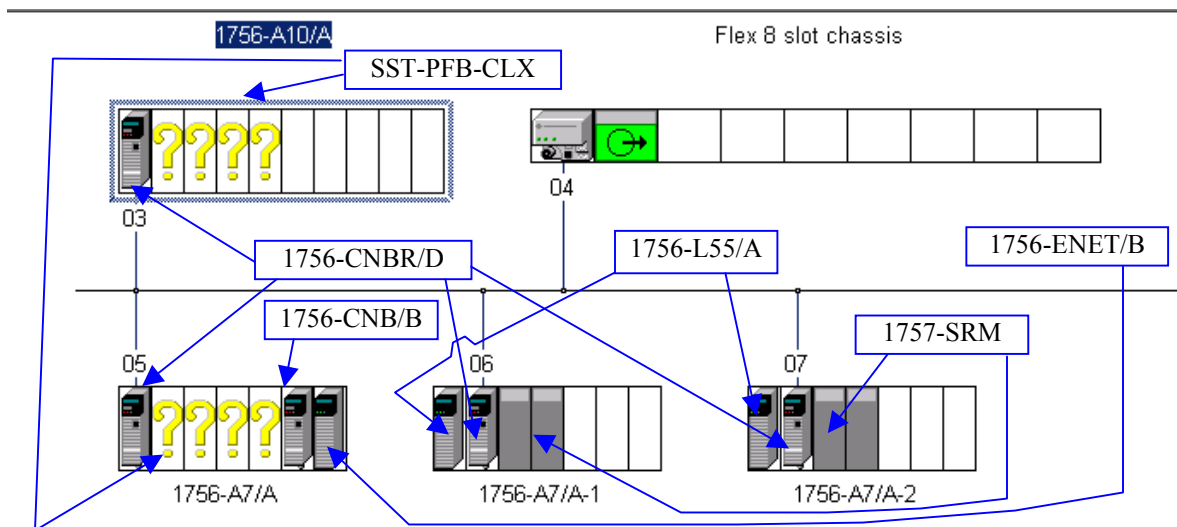 1756-A10/A
Flex 8 slot chassis
SST-PFB-CLX
? ? ? ?
03
04
1756-CNBR/D
1756-L55/A
1756-ENET/B
1756-CNB/B
1757-SRM
05
06
07
? ? ? ?
1756-A7/A
1756-A7/A-1
1756-A7/A-2